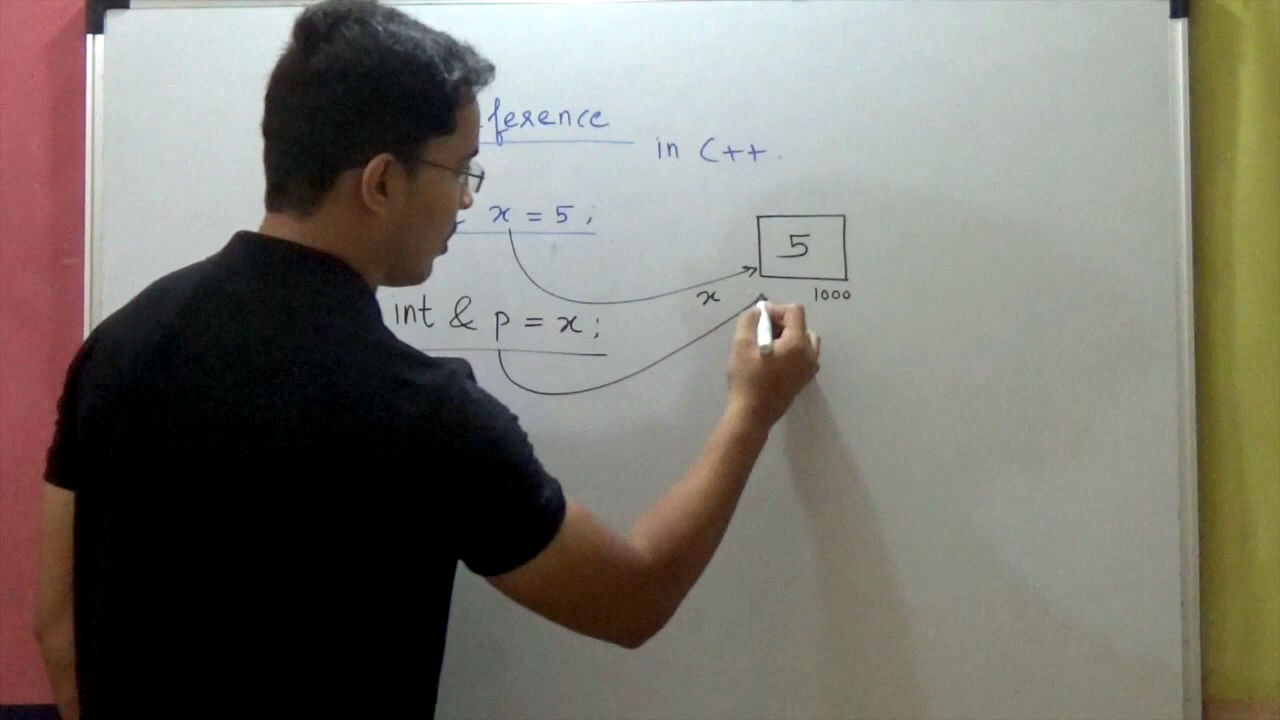 ference
in C++.
x = 5;
5
int & p = x;
x
1000